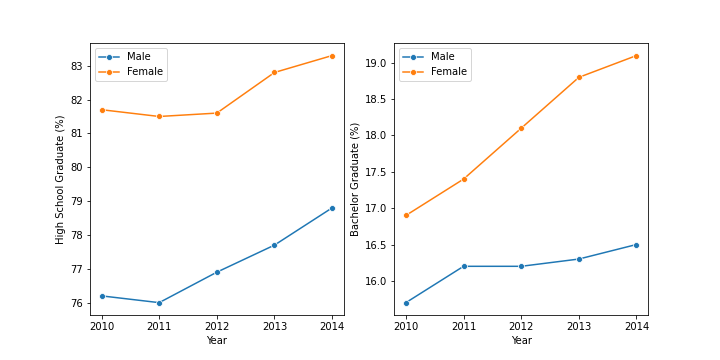 Male
Female
High School Graduate (%)
83
82
81
80
79
78
77
76
2010 2011 2012 2013 2014
Year
Male
Female
Bachelor Graduate (%)
19.0
18.5
18.0
17.5
17.0
16.5
16.0
2010 2011 2012 2013 2014
Year